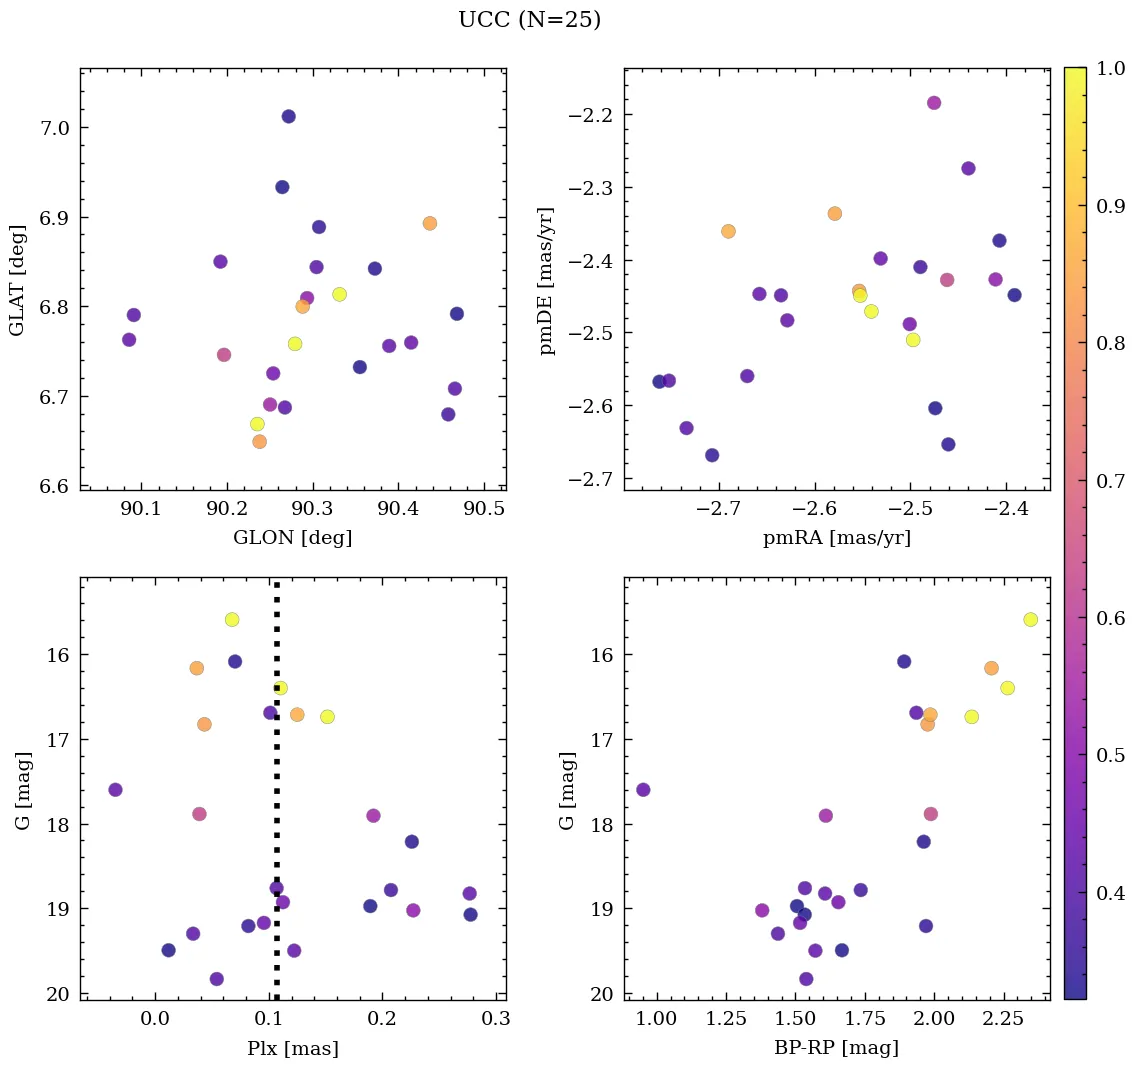 UCC (N=25)
7.0
6.9
6.8
6.7
6.6
GLAT [deg]
90.1 90.2 90.3 90.4 90.5
GLON [deg]
−2.2
−2.3
−2.4
−2.5
−2.6
−2.7
pmDE [mas/yr]
−2.7 −2.6 −2.5 −2.4
pmRA [mas/yr]
1.0
0.9
0.8
0.7
0.6
0.5
0.4
16
17
18
19
20
G [mag]
0.0 0.1 0.2 0.3
Plx [mas]
16
17
18
19
20
G [mag]
1.00 1.25 1.50 1.75 2.00 2.25
BP-RP [mag]